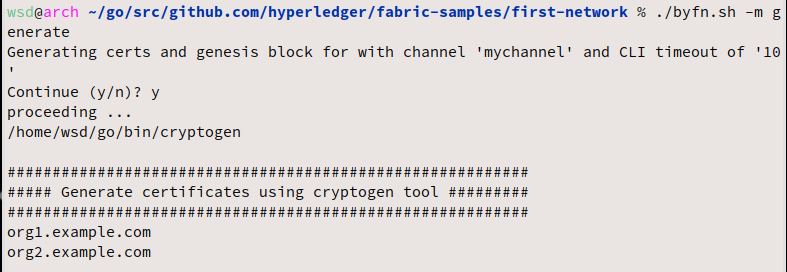 wsd@arch ~/go/src/github.com/hyperledger/fabric-samples/first-network % ./byfn.sh -m g
enerate
Generating certs and genesis block for with channel 'mychannel' and CLI timeout of '10
'
Continue (y/n)? y
proceeding ...
/home/wsd/go/bin/cryptogen

##########################################################
##### Generate certificates using cryptogen tool #########
##########################################################
org1.example.com
org2.example.com